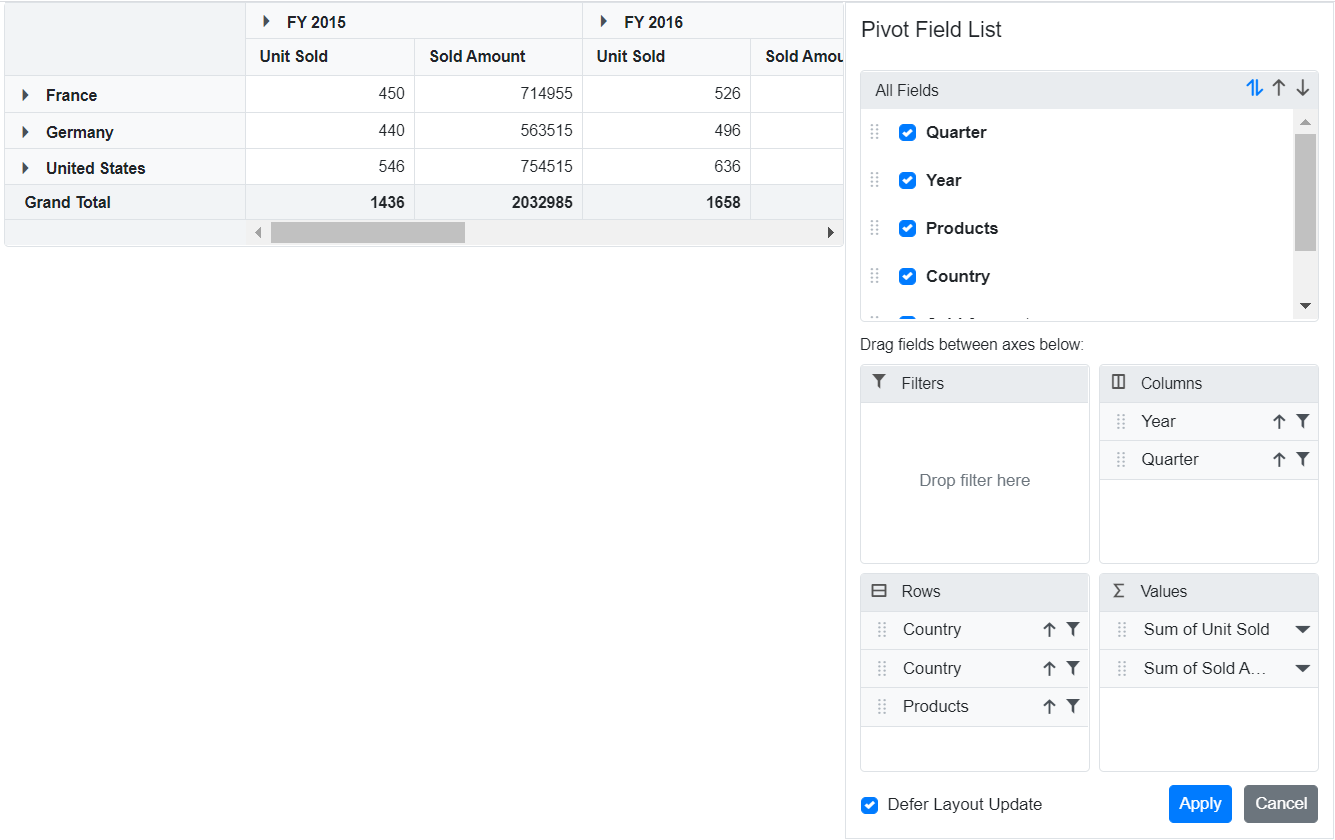 FY 2015 FY 2016
Unit Sold Sold Amount Unit Sold Sold Amou
France 450 714955 526
Germany 440 563515 496
United States 546 754515 636
Grand Total 1436 2032985 1658
Pivot Field List
All Fields
Quarter
Year
Products
Country
Drag fields between axes below:
Filters
Drop filter here
Columns
Year
Quarter
Rows
Country
Country
Products
Values
Sum of Unit Sold
Sum of Sold A...
Defer Layout Update
Apply Cancel